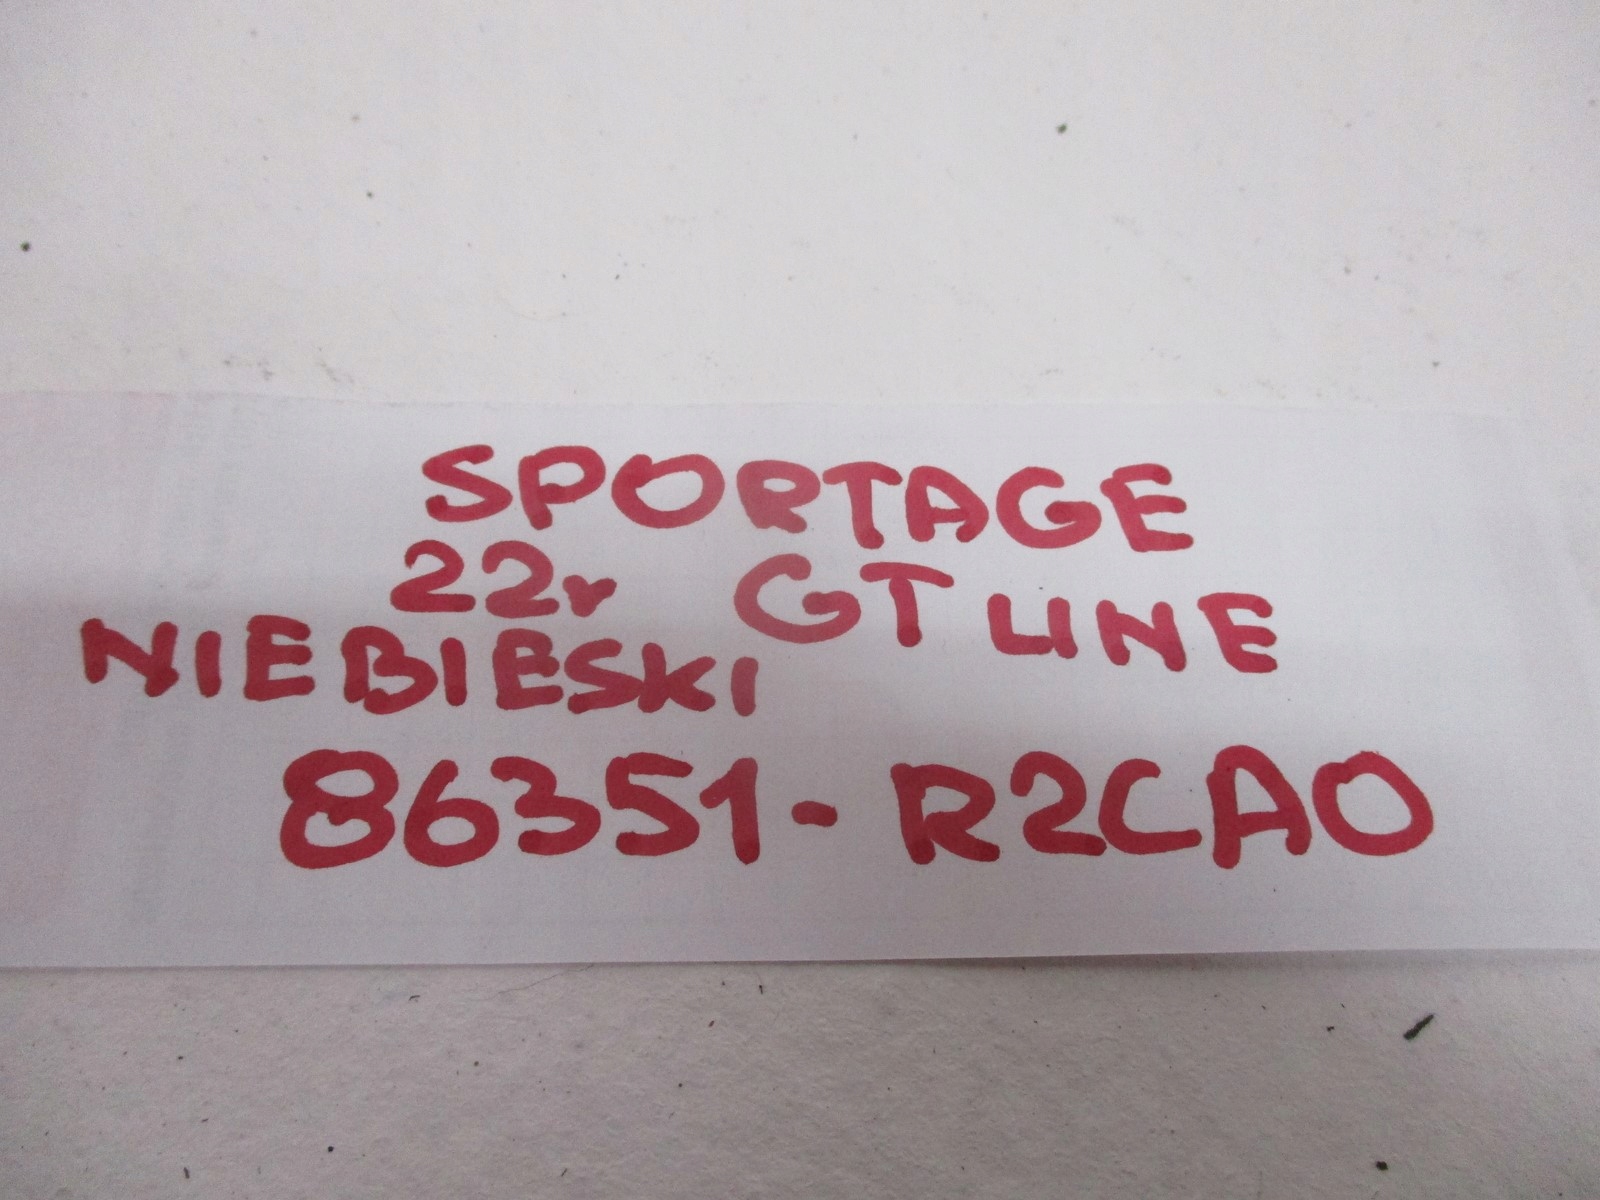 SPORTAGE
22r GT LINE
NIEBIESKI
86351-R2CA0